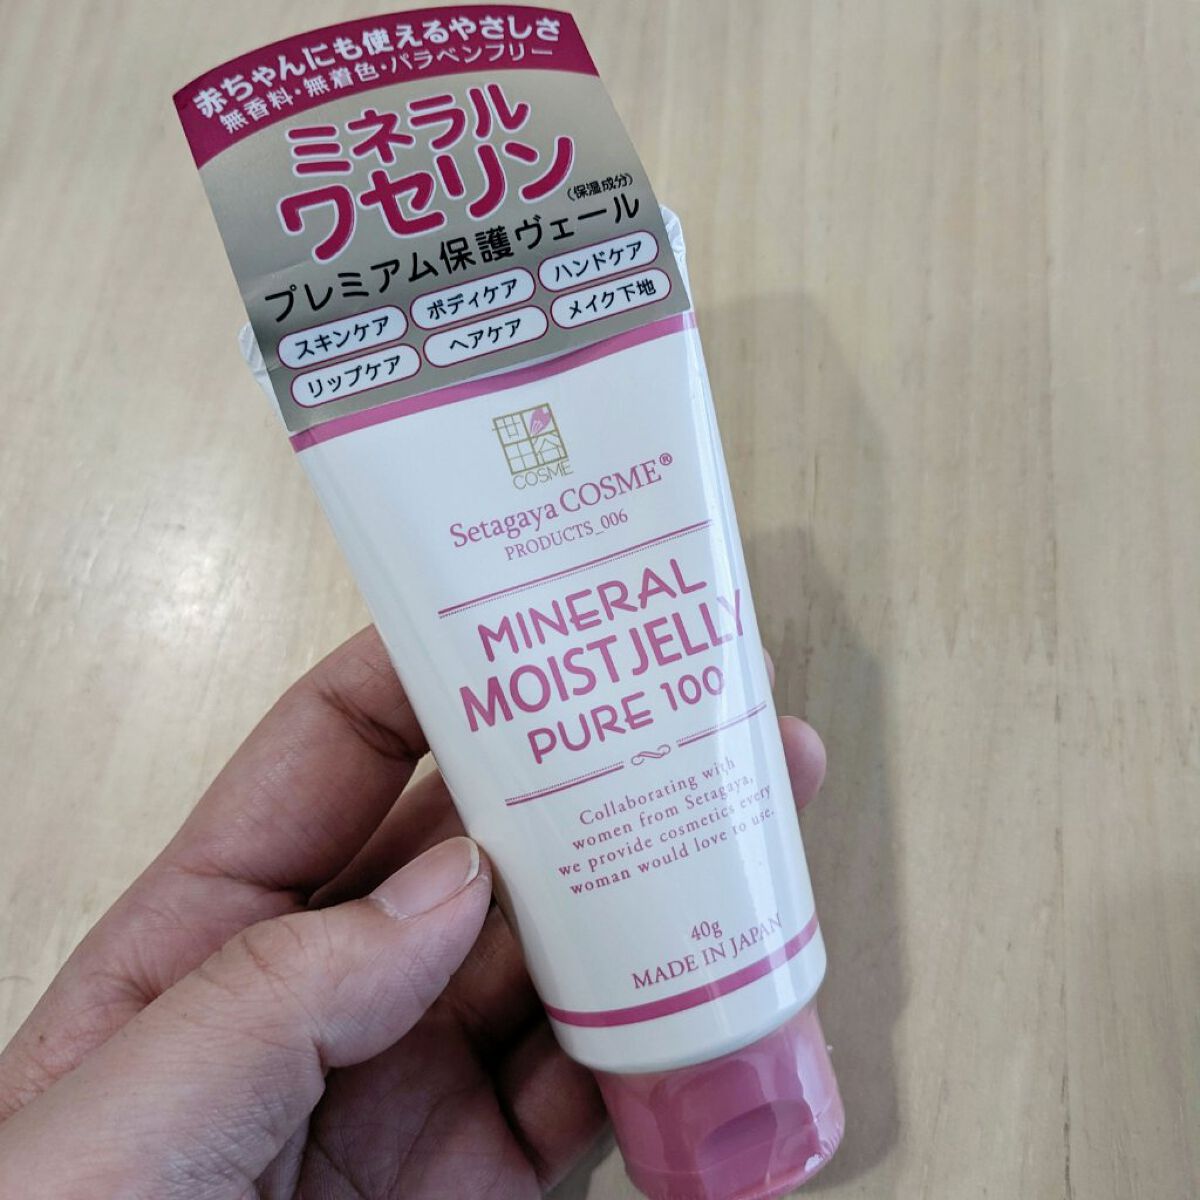 赤ちゃんにも使えるやさしさ
無香料・無着色・パラベンフリー
ミネラル
ワセリン(保湿成分)
プレミアム保護ヴェール
スキンケア ボディケア ハンドケア
リップケア ヘアケア メイク下地
世田谷
COSME
Setagaya COSME®
PRODUCTS_006
MINERAL
MOIST JELLY
PURE 100
Collaborating with
women from Setagaya,
we provide cosmetics every
woman would love to use.
40g
MADE IN JAPAN